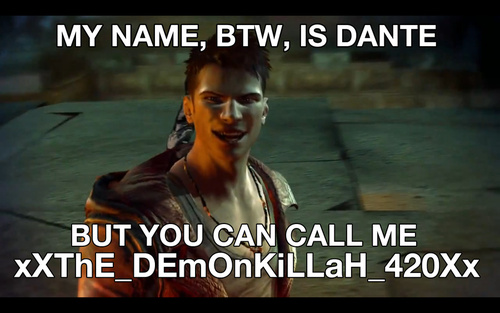 MY NAME, BTW, IS DANTE
BUT YOU CAN CALL ME
xXThE_DEmOnKiLLaH_420Xx